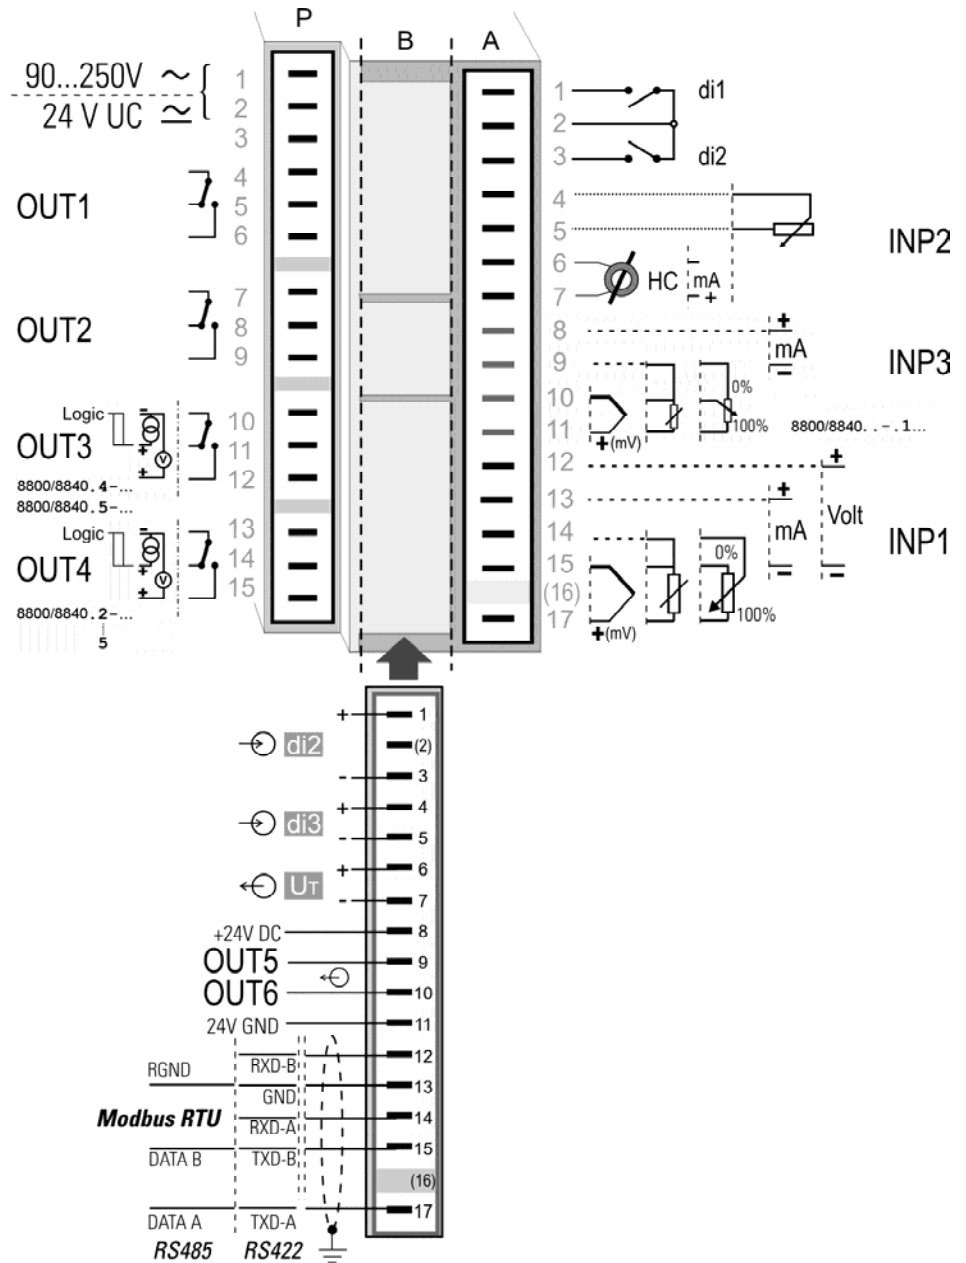 P
B
A
90...250V
24 V UC
1
2
3
OUT1
4
5
6
OUT2
7
8
9
Logic
OUT3
10
11
12
V
8800/8840.4-...
8800/8840.5-...
Logic
OUT4
13
14
15
V
8800/8840.2-...
5
1
2
3
di1
di2
4
5
6
7
HC
mA
+
INP2
8
9
10
11
+
mA
-
INP3
0%
100%
+(mV)
8800/8840. . -.1...
12
13
14
15
(16)
17
+
+
mA
Volt
-
-
INP1
0%
100%
+(mV)
+
1
di2
(2)
-
3
di3
+
4
-
5
UT
+
6
-
7
+24V DC
8
OUT5
9
OUT6
10
24V GND
11
RXD-B
12
RGND
13
GND
Modbus RTU
14
RXD-A
15
DATA B
TXD-B
(16)
17
DATA A
TXD-A
RS485
RS422